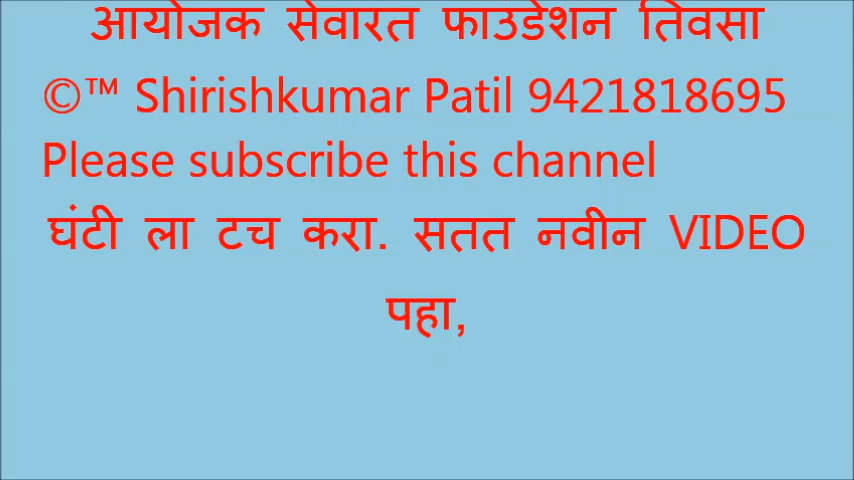 आयोजक सेवारत फाउडेशन तिवसा
©™ Shirishkumar Patil 9421818695
Please subscribe this channel
घंटी ला टच करा. सतत नवीन VIDEO
पहा,